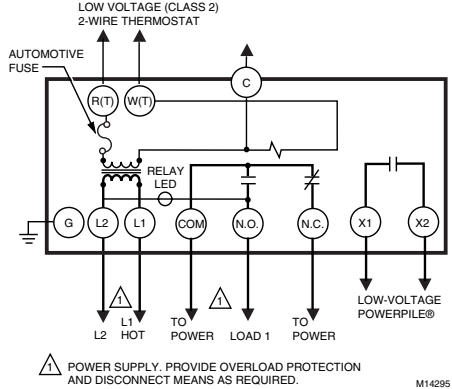 LOW VOLTAGE (CLASS 2)
2-WIRE THERMOSTAT
AUTOMOTIVE
FUSE
R(T)
W(T)
C
RELAY
LED
G
L2
L1
COM
N.O.
N.C.
X1
X2
1
1
L2
L1
HOT
TO
POWER
LOAD 1
TO
POWER
LOW-VOLTAGE
POWERPILE®
1
POWER SUPPLY. PROVIDE OVERLOAD PROTECTION
AND DISCONNECT MEANS AS REQUIRED.
M14295